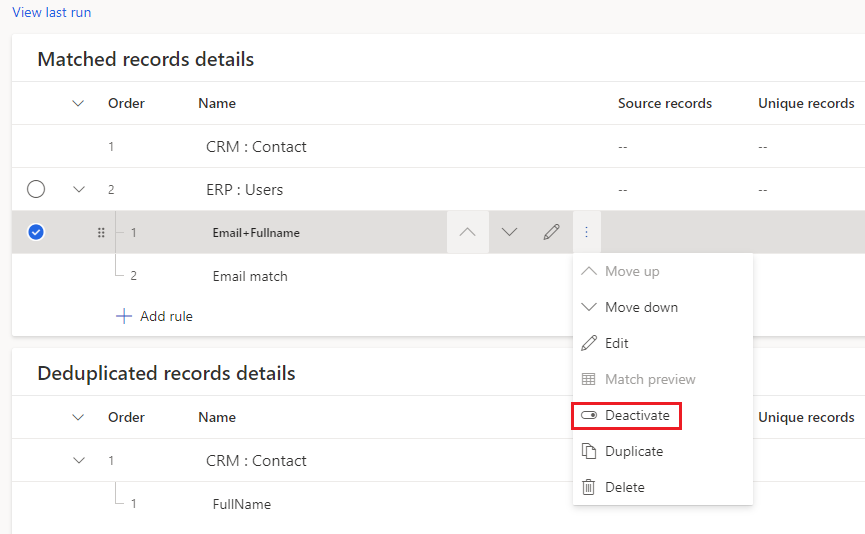 View last run
Matched records details
Order Name Source records Unique records
1 CRM : Contact -- --
2 ERP : Users -- --
1 Email+Fullname
2 Email match
Add rule
Move up
Move down
Edit
Match preview
Deactivate
Duplicate
Delete
Deduplicated records details
Order Name Unique records
1 CRM : Contact
1 FullName